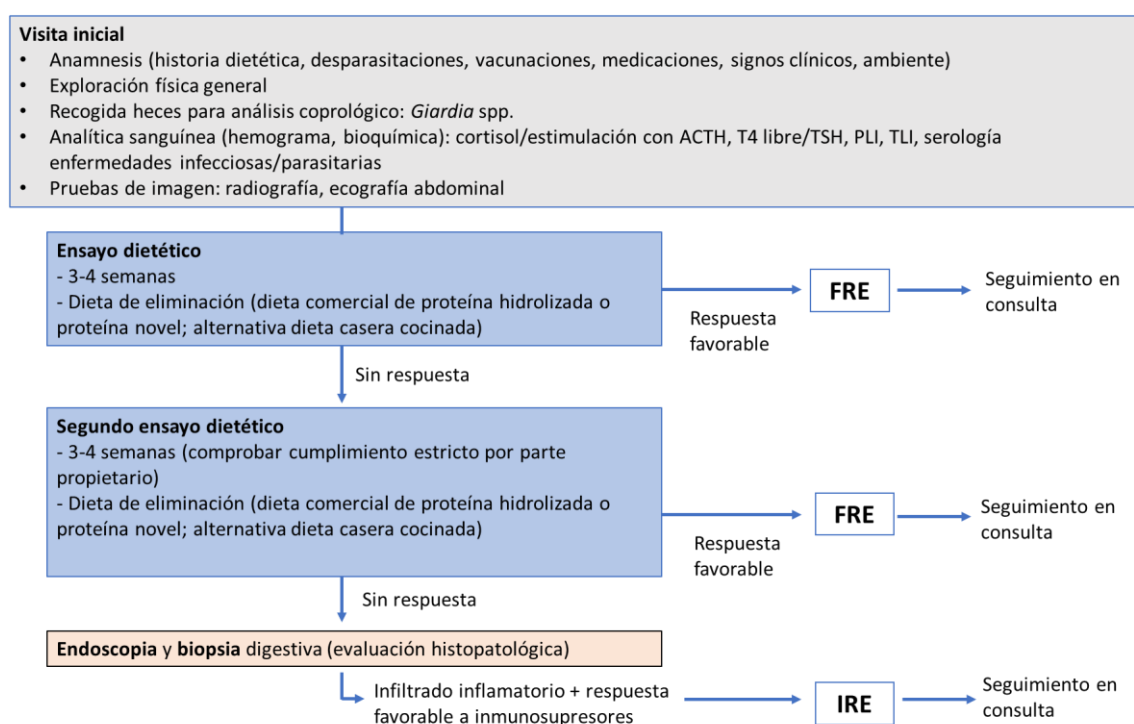 Visita inicial
• Anamnesis (historia dietética, desparasitaciones, vacunaciones, medicaciones, signos clínicos, ambiente)
• Exploración física general
• Recogida heces para análisis coprológico: Giardia spp.
• Analítica sanguínea (hemograma, bioquímica): cortisol/estimulación con ACTH, T4 libre/TSH, PLI, TLI, serología
enfermedades infecciosas/parasitarias
• Pruebas de imagen: radiografía, ecografía abdominal
Ensayo dietético
- 3-4 semanas
- Dieta de eliminación (dieta comercial de proteína hidrolizada o
proteína novel; alternativa dieta casera cocinada)
Respuesta
favorable
FRE
Seguimiento en
consulta
Sin respuesta
Segundo ensayo dietético
- 3-4 semanas (comprobar cumplimiento estricto por parte
propietario)
- Dieta de eliminación (dieta comercial de proteína hidrolizada o
proteína novel; alternativa dieta casera cocinada)
Respuesta
favorable
FRE
Seguimiento en
consulta
Sin respuesta
Endoscopia y biopsia digestiva (evaluación histopatológica)
Infiltrado inflamatorio + respuesta
favorable a inmunosupresores
IRE
Seguimiento en
consulta